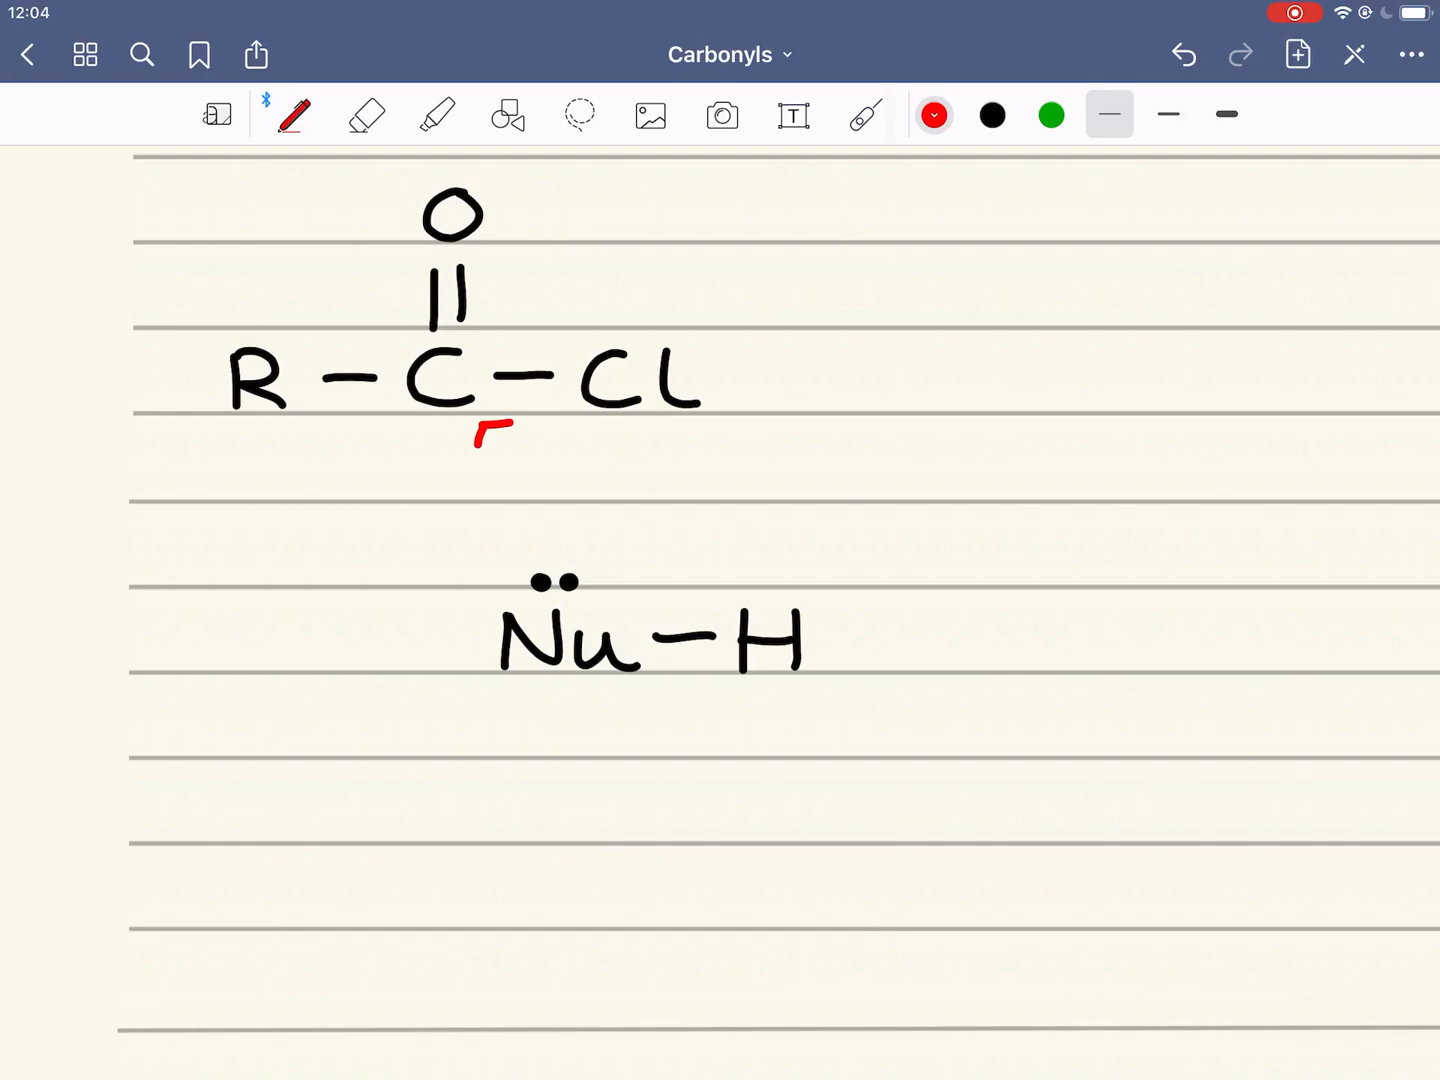 12:04
Carbonyls
T
O
||
R – C – Cl
••
Nu – H